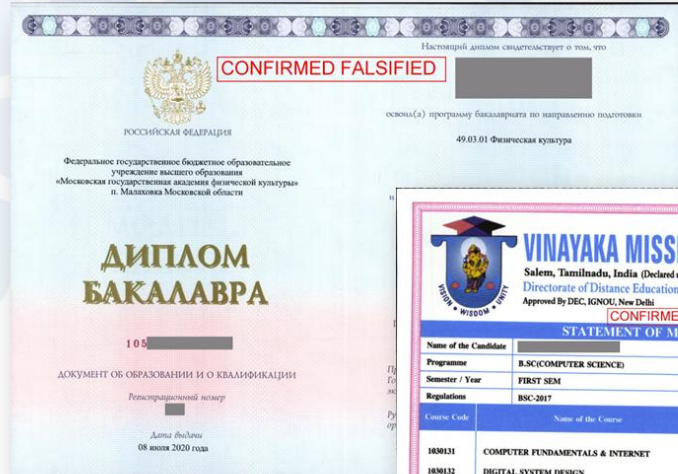 Настоящий диплом свидетельствует о том, что
CONFIRMED FALSIFIED
освоил(а) программу бакалавриата по направлению подготовки
РОССИЙСКАЯ ФЕДЕРАЦИЯ
49.03.01 Физическая культура
Федеральное государственное бюджетное образовательное
учреждение высшего образования
«Московская государственная академия физической культуры»
п. Малаховка Московской области
ДИПЛОМ
БАКАЛАВРА
105
ДОКУМЕНТ ОБ ОБРАЗОВАНИИ И О КВАЛИФИКАЦИИ
Регистрационный номер
Дата выдачи
08 июля 2020 года
VISION WISDOM UNITY
VINAYAKA MISS
Salem, Tamilnadu, India (Declared u
Directorate of Distance Education
Approved By DEC, IGNOU, New Delhi
CONFIRME
STATEMENT OF M
Name of the Candidate
Programme B.SC(COMPUTER SCIENCE)
Semester / Year FIRST SEM
Regulations BSC-2017
Course Code Name of the Course
1030131 COMPUTER FUNDAMENTALS & INTERNET
1030132 DIGITAL SYSTEM DESIGN